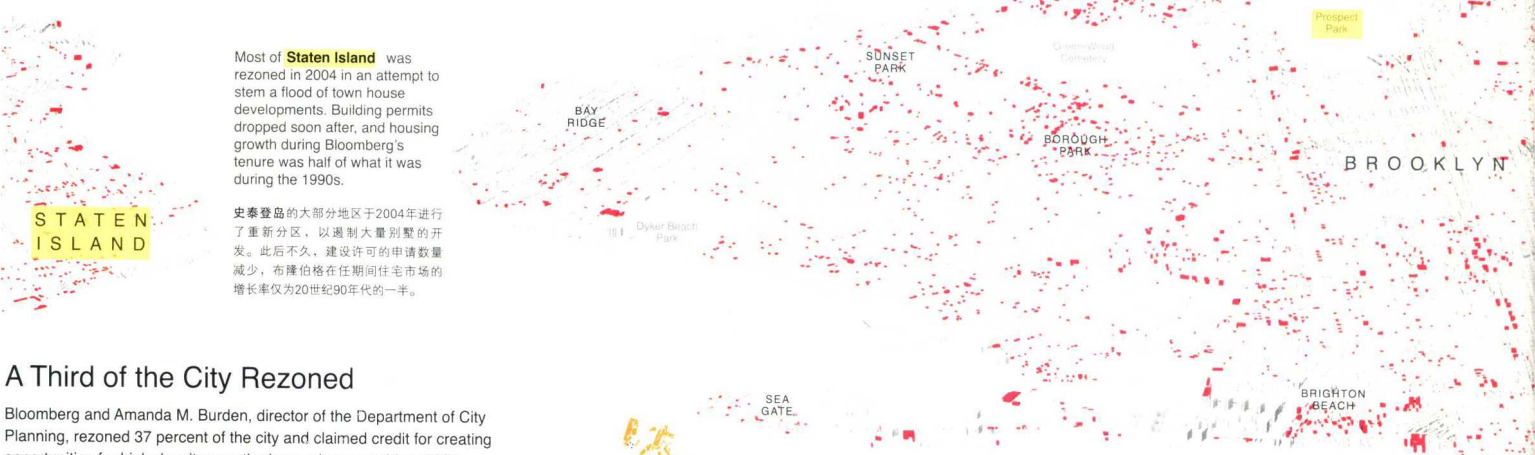 Prospect
Park
Most of Staten Island was
rezoned in 2004 in an attempt to
stem a flood of town house
developments. Building permits
dropped soon after, and housing
growth during Bloomberg's
tenure was half of what it was
during the 1990s.
史泰登岛的大部分地区于2004年进行
了重新分区，以遏制大量别墅的开
发。此后不久，建设许可的申请数量
减少，布隆伯格在任期间住宅市场的
增长率仅为20世纪90年代的一半。
Green-Wood
Cemetery
SUNSET
PARK
BAY
RIDGE
BOROUGH
PARK
BROOKLYN
STATEN
ISLAND
Dyker Beach
Park
A Third of the City Rezoned
Bloomberg and Amanda M. Burden, director of the Department of City
Planning, rezoned 37 percent of the city and claimed credit for creating
SEA
GATE
BRIGHTON
BEACH